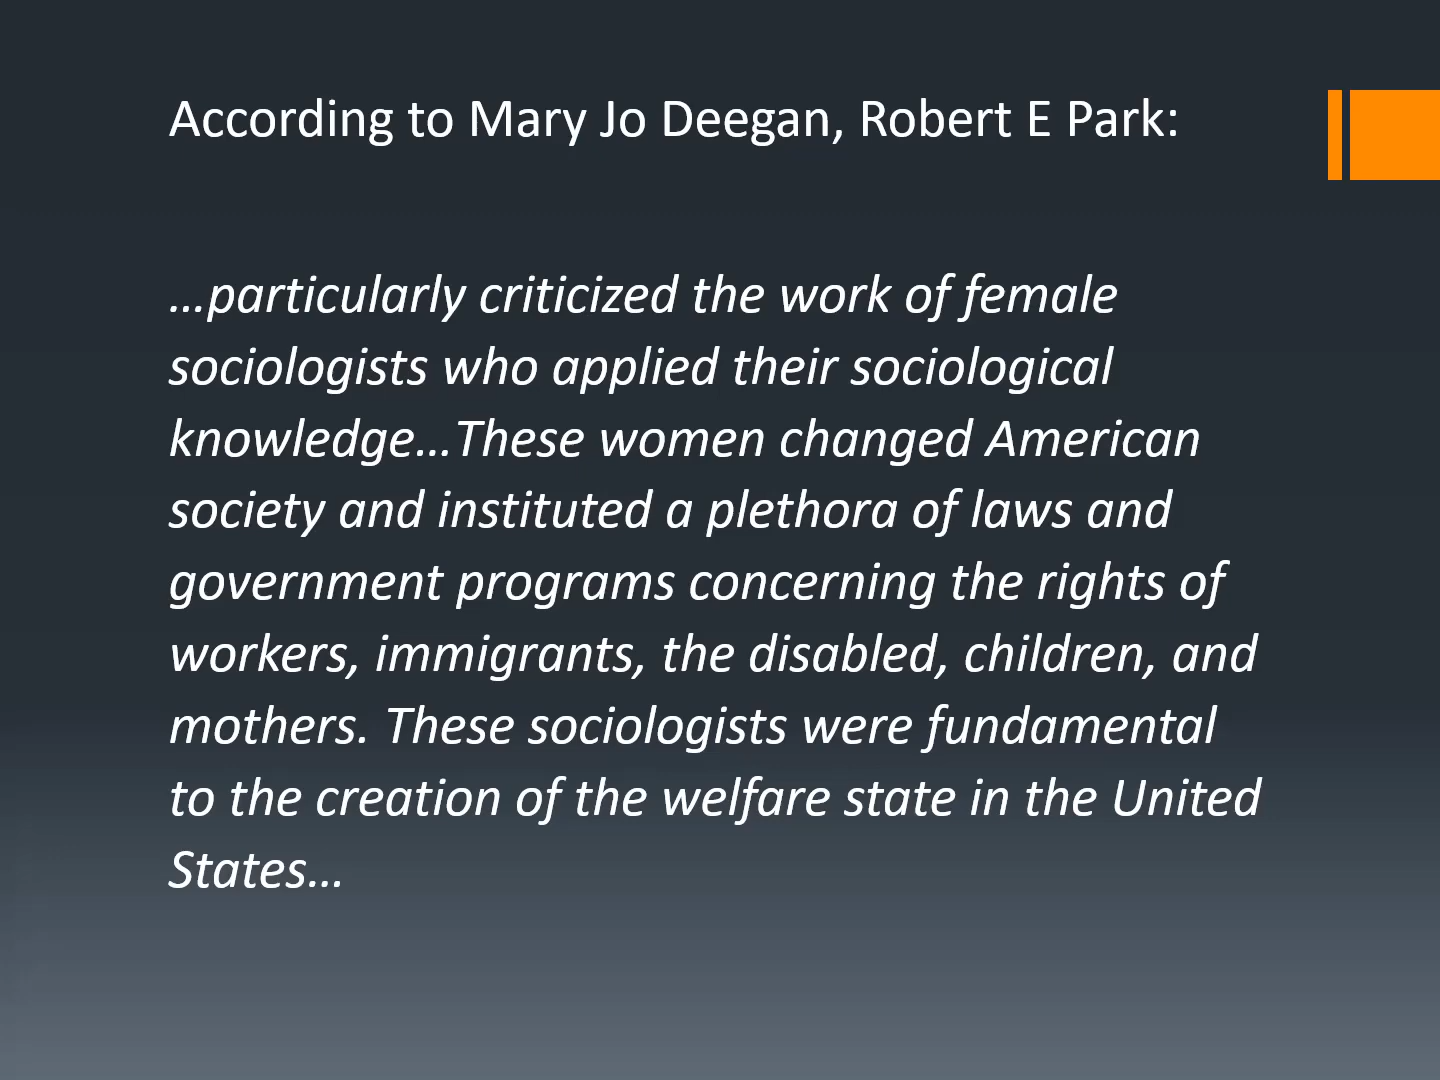 According to Mary Jo Deegan, Robert E Park:
…particularly criticized the work of female
sociologists who applied their sociological
knowledge…These women changed American
society and instituted a plethora of laws and
government programs concerning the rights of
workers, immigrants, the disabled, children, and
mothers. These sociologists were fundamental
to the creation of the welfare state in the United
States…